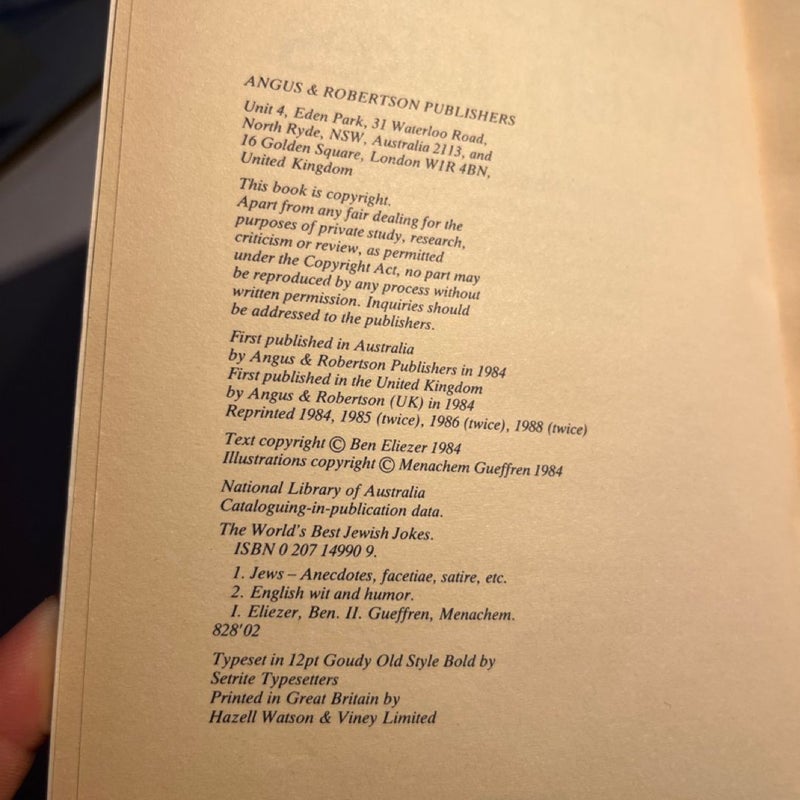 ANGUS & ROBERTSON PUBLISHERS
Unit 4, Eden Park, 31 Waterloo Road,
North Ryde, NSW, Australia 2113, and
16 Golden Square, London W1R 4BN,
United Kingdom
This book is copyright.
Apart from any fair dealing for the
purposes of private study, research,
criticism or review, as permitted
under the Copyright Act, no part may
be reproduced by any process without
written permission. Inquiries should
be addressed to the publishers.
First published in Australia
by Angus & Robertson Publishers in 1984
First published in the United Kingdom
by Angus & Robertson (UK) in 1984
Reprinted 1984, 1985 (twice), 1986 (twice), 1988 (twice)
Text copyright © Ben Eliezer 1984
Illustrations copyright © Menachem Gueffren 1984
National Library of Australia
Cataloguing-in-publication data.
The World's Best Jewish Jokes.
ISBN 0 207 14990 9.
1. Jews – Anecdotes, facetiae, satire, etc.
2. English wit and humor.
I. Eliezer, Ben. II. Gueffren, Menachem.
828'02
Typeset in 12pt Goudy Old Style Bold by
Setrite Typesetters
Printed in Great Britain by
Hazell Watson & Viney Limited